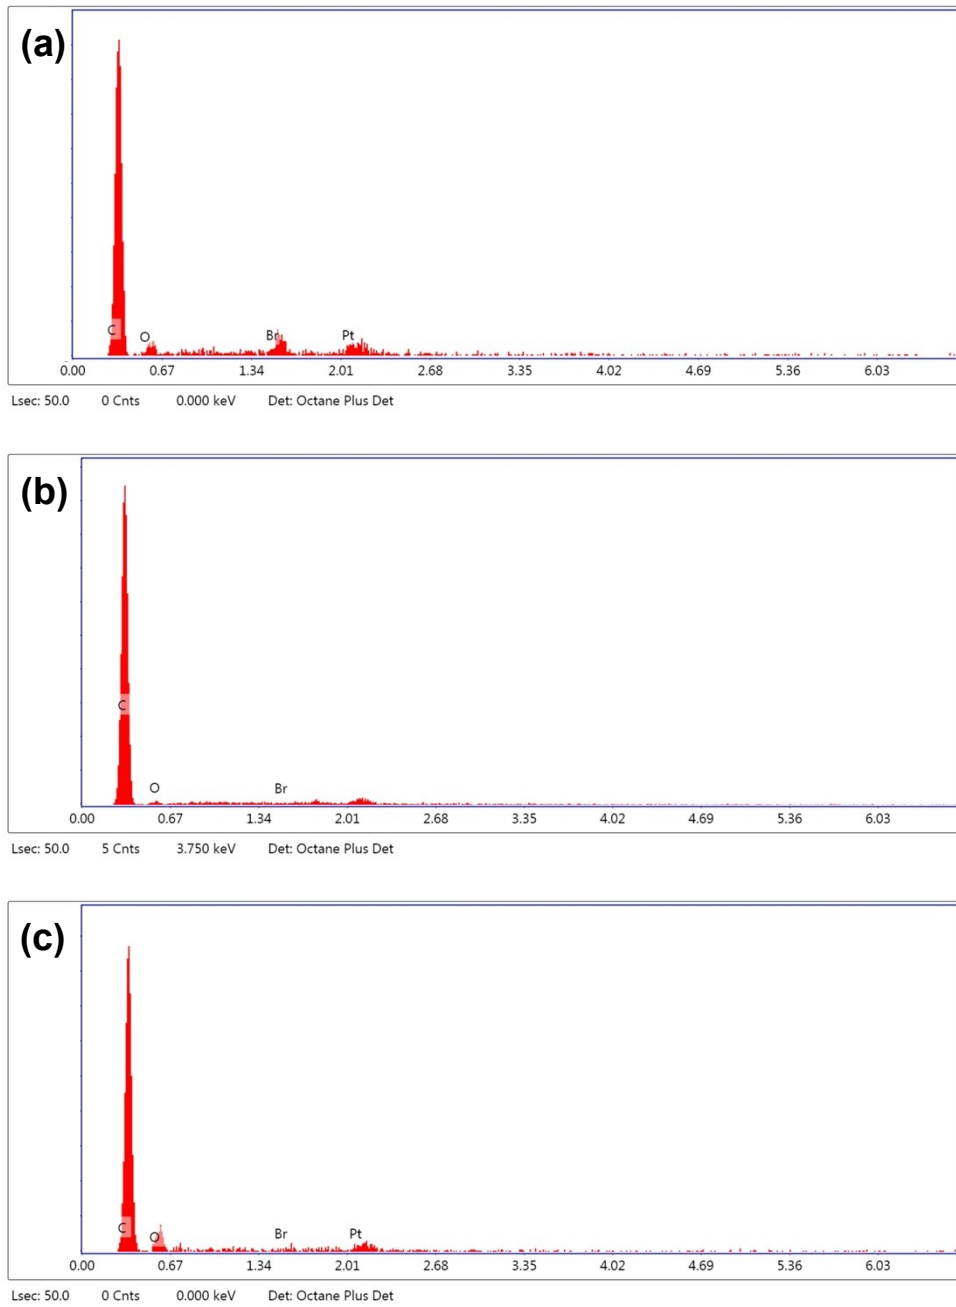 (a)
C O Br Pt
0.00 0.67 1.34 2.01 2.68 3.35 4.02 4.69 5.36 6.03
Lsec: 50.0 0 Cnts 0.000 keV Det: Octane Plus Det
(b)
C
O Br
0.00 0.67 1.34 2.01 2.68 3.35 4.02 4.69 5.36 6.03
Lsec: 50.0 5 Cnts 3.750 keV Det: Octane Plus Det
(c)
C O Br Pt
0.00 0.67 1.34 2.01 2.68 3.35 4.02 4.69 5.36 6.03
Lsec: 50.0 0 Cnts 0.000 keV Det: Octane Plus Det